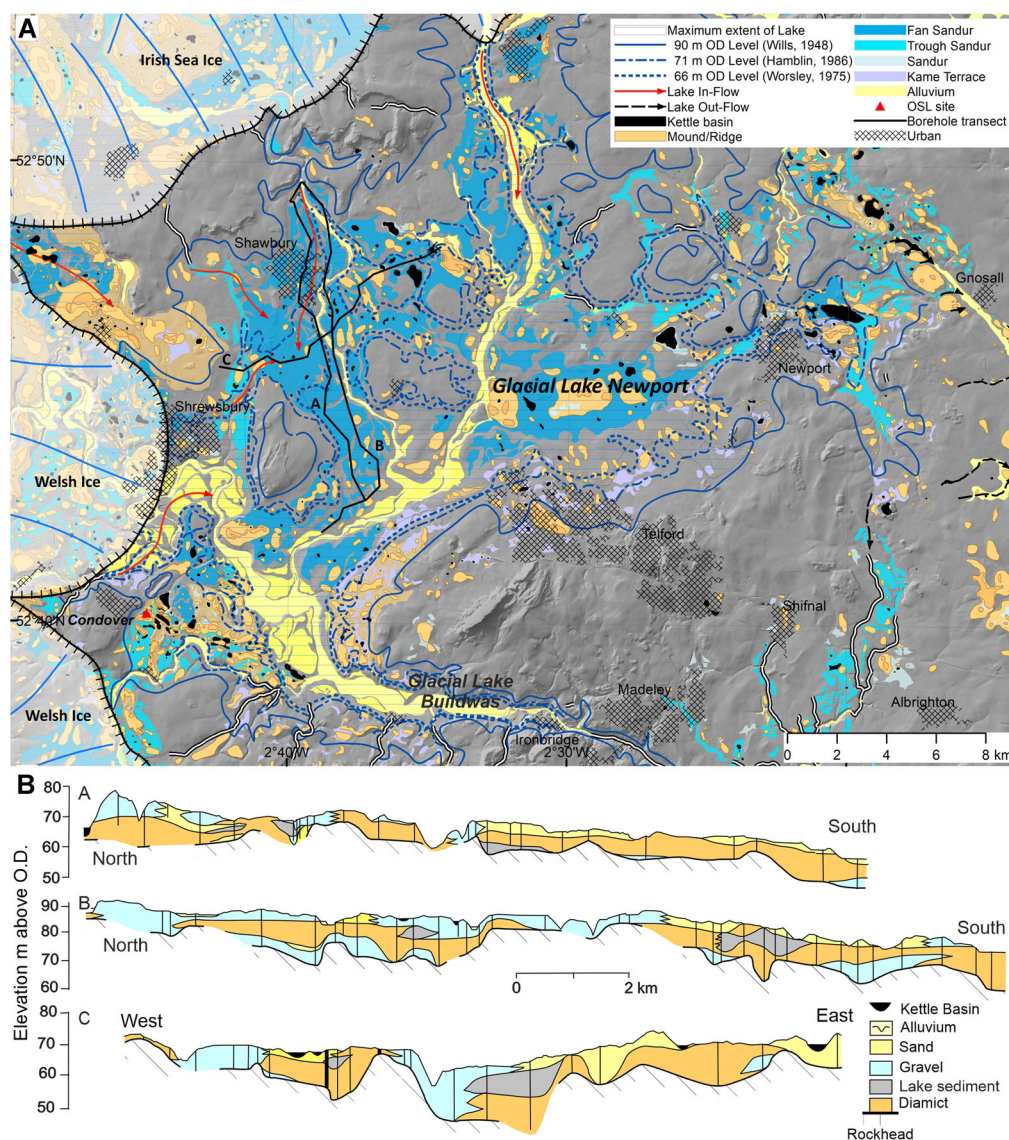 A
Irish Sea Ice
Maximum extent of Lake
90 m OD Level (Wills, 1948)
71 m OD Level (Hamblin, 1986)
66 m OD Level (Worsley, 1975)
Lake In-Flow
Lake Out-Flow
Kettle basin
Mound/Ridge
Fan Sandur
Trough Sandur
Sandur
Kame Terrace
Alluvium
OSL site
Borehole transect
Urban
52°50'N
Shawbury
Gnosall
C
Glacial Lake Newport
Newport
Shrewsbury
A
B
Welsh Ice
Telford
Shifnal
52°40'N
Condover
Glacial Lake
Buildwas
Madeley
Albrighton
Welsh Ice
2°40'W
Ironbridge
2°30'W
0 2 4 6 8
km
B
80
70
60
50
A
North
South
Elevation m above O.D.
90
80
70
60
B
North
South
0 2 km
C
West
East
80
70
60
50
Kettle Basin
Alluvium
Sand
Gravel
Lake sediment
Diamict
Rockhead